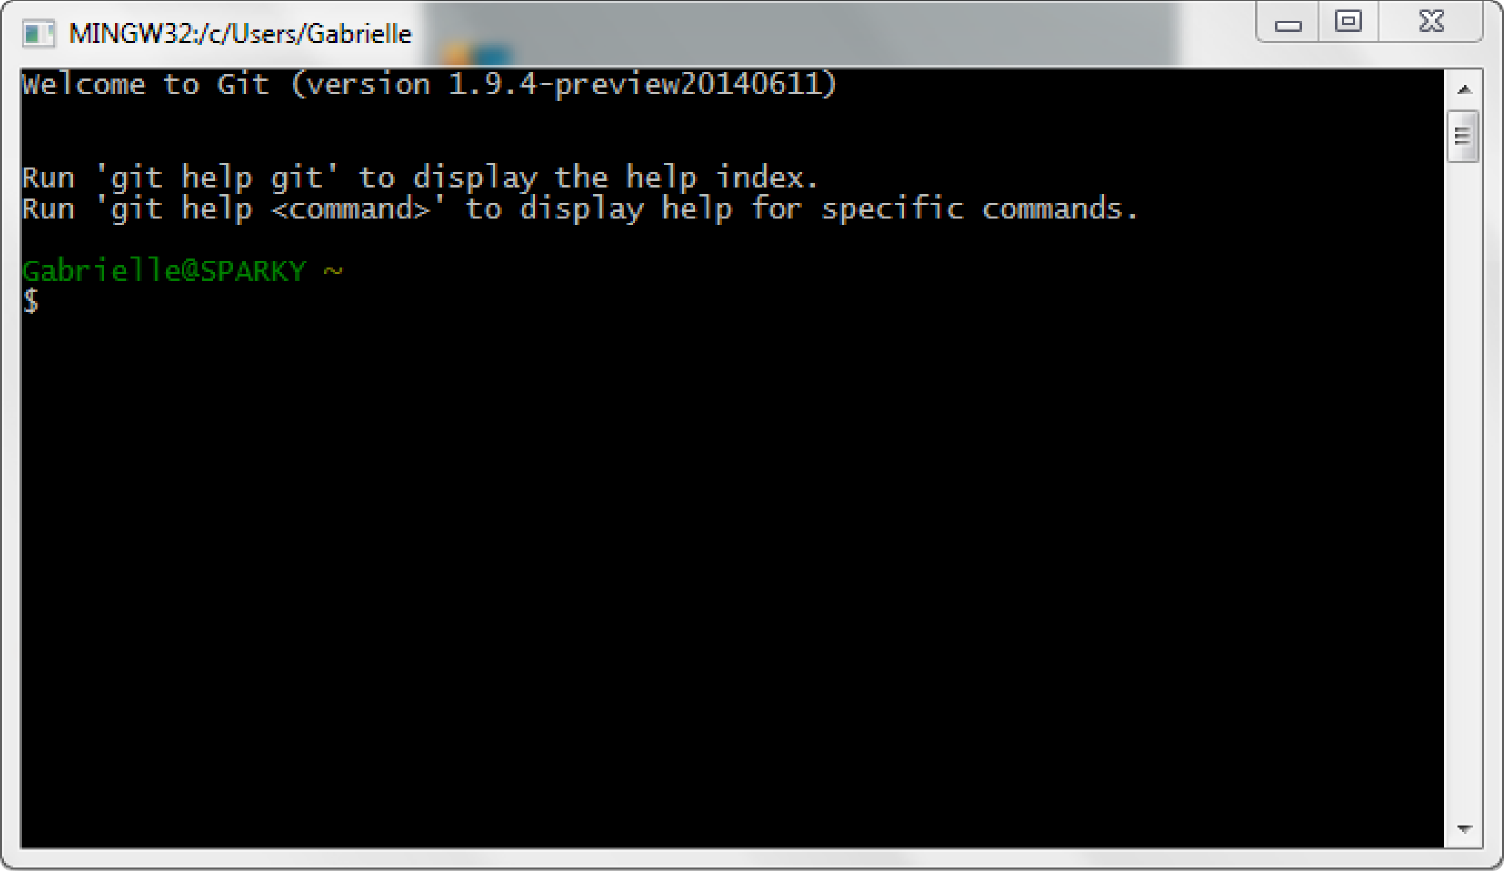 MINGW32:/c/Users/Gabrielle
Welcome to Git (version 1.9.4-preview20140611)
Run 'git help git' to display the help index.
Run 'git help <command>' to display help for specific commands.
Gabrielle@SPARKY ~
$